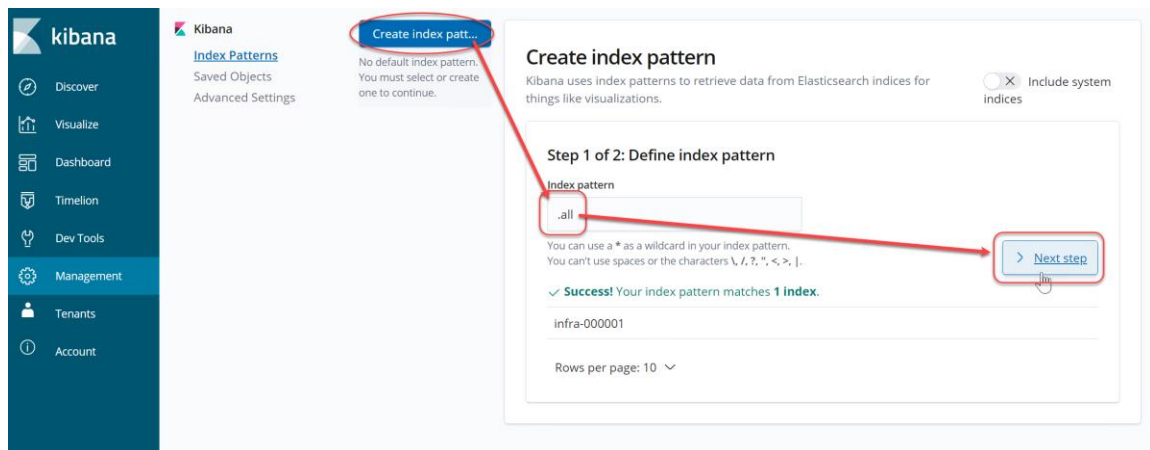 kibana
Discover
Visualize
Dashboard
Timelion
Dev Tools
Management
Tenants
Account
Kibana
Index Patterns
Saved Objects
Advanced Settings
Create index patt...
No default index pattern.
You must select or create
one to continue.
Create index pattern
Kibana uses index patterns to retrieve data from Elasticsearch indices for
things like visualizations.
Include system
indices
Step 1 of 2: Define index pattern
Index pattern
.all
You can use a * as a wildcard in your index pattern.
You can't use spaces or the characters \, /, ?, ", <, >, |.
Next step
✓ Success! Your index pattern matches 1 index.
infra-000001
Rows per page: 10